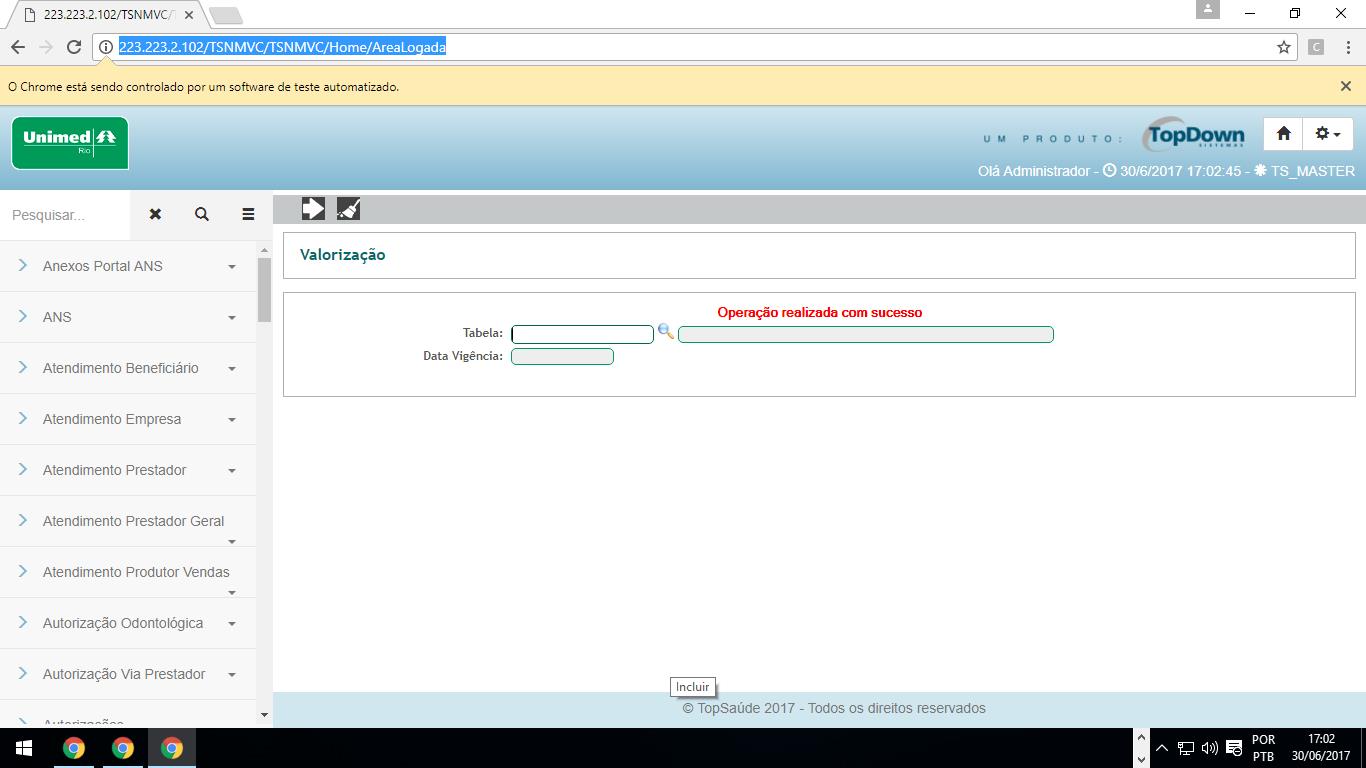 223.223.2.102/TSNMVC/T
223.223.2.102/TSNMVC/TSNMVC/Home/AreaLogada
C
O Chrome está sendo controlado por um software de teste automatizado.
Unimed
Rio
UM PRODUTO:
TopDown
SISTEMAS
Olá Administrador - 30/6/2017 17:02:45 - TS_MASTER
Pesquisar...
Valorização
Operação realizada com sucesso
Tabela:
Data Vigência:
Anexos Portal ANS
ANS
Atendimento Beneficiário
Atendimento Empresa
Atendimento Prestador
Atendimento Prestador Geral
Atendimento Produtor Vendas
Autorização Odontológica
Autorização Via Prestador
Autorizações
Incluir
© TopSaúde 2017 - Todos os direitos reservados
POR
PTB
17:02
30/06/2017